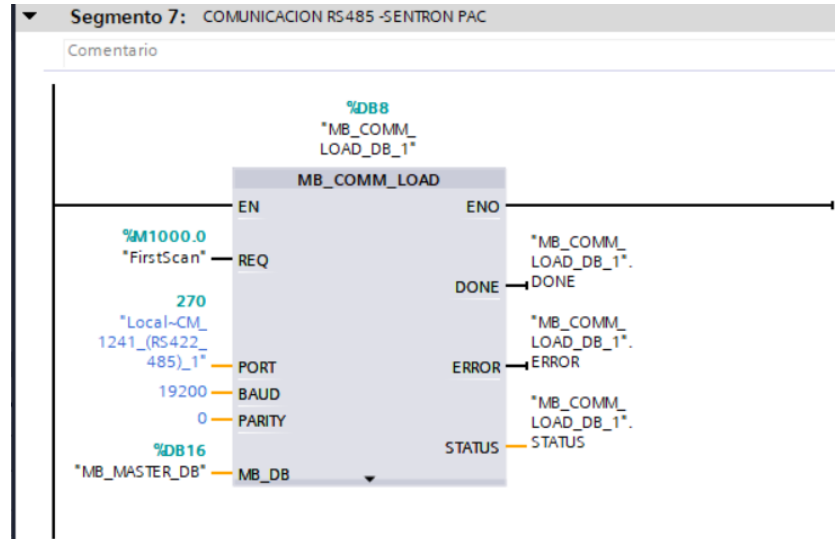 Segmento 7: COMUNICACION RS485 -SENTRON PAC
Comentario
%DB8
"MB_COMM_
LOAD_DB_1"
MB_COMM_LOAD
EN ENO
%M1000.0
"FirstScan" REQ
"MB_COMM_
LOAD_DB_1".
DONE DONE
270
"Local~CM_
1241_(RS422_
485)_1" PORT
"MB_COMM_
LOAD_DB_1".
ERROR ERROR
19200 BAUD
0 PARITY
"MB_COMM_
LOAD_DB_1".
STATUS STATUS
%DB16
"MB_MASTER_DB" MB_DB